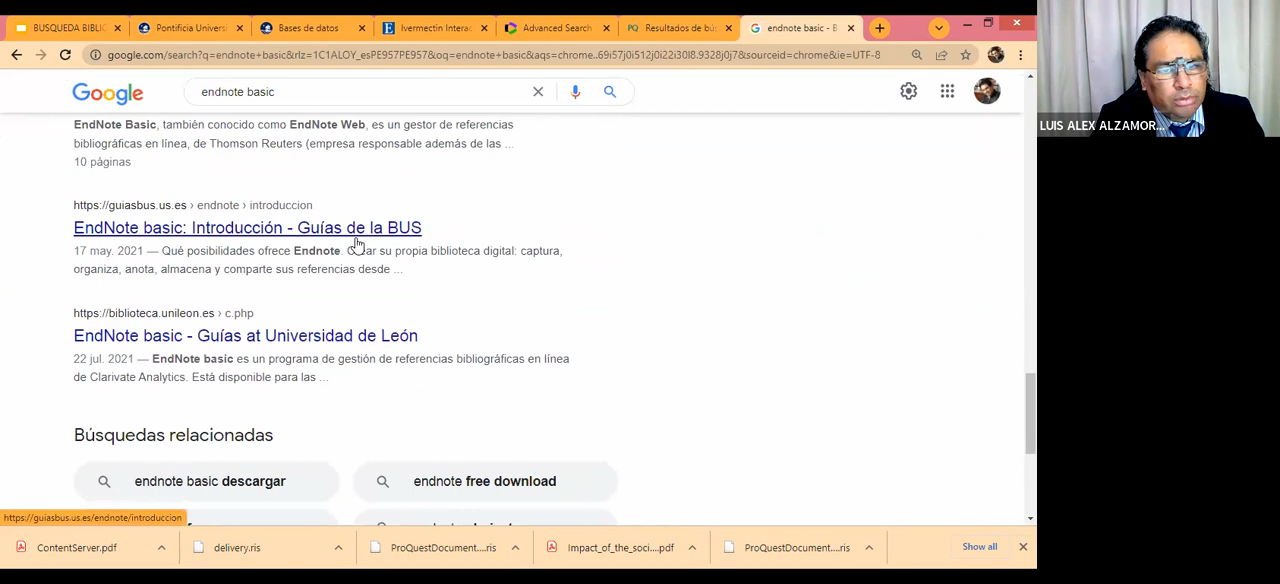 BUSQUEDA BIBLIC
Pontificia Universi
Bases de datos
Ivermectin Interac
Advanced Search
PQ Resultados de bús
endnote basic - B
google.com/search?q=endnote+basic&rlz=1C1ALOY_esPE957PE957&oq=endnote+basic&aqs=chrome..69i57j0i512j0i22i30l8.9328j0j7&sourceid=chrome&ie=UTF-8
Google
endnote basic
EndNote Basic, también conocido como EndNote Web, es un gestor de referencias
bibliográficas en línea, de Thomson Reuters (empresa responsable además de las ...
10 páginas
https://guiasbus.us.es › endnote › introduccion
EndNote basic: Introducción - Guías de la BUS
17 may. 2021 — Qué posibilidades ofrece Endnote. Crear su propia biblioteca digital: captura,
organiza, anota, almacena y comparte sus referencias desde ...
https://biblioteca.unileon.es › c.php
EndNote basic - Guías at Universidad de León
22 jul. 2021 — EndNote basic es un programa de gestión de referencias bibliográficas en línea
de Clarivate Analytics. Está disponible para las ...
Búsquedas relacionadas
endnote basic descargar
endnote free download
https://guiasbus.us.es/endnote/introduccion
ContentServer.pdf
delivery.ris
ProQuestDocument....ris
Impact_of_the_soci....pdf
ProQuestDocument....ris
Show all
LUIS ALEX ALZAMOR...